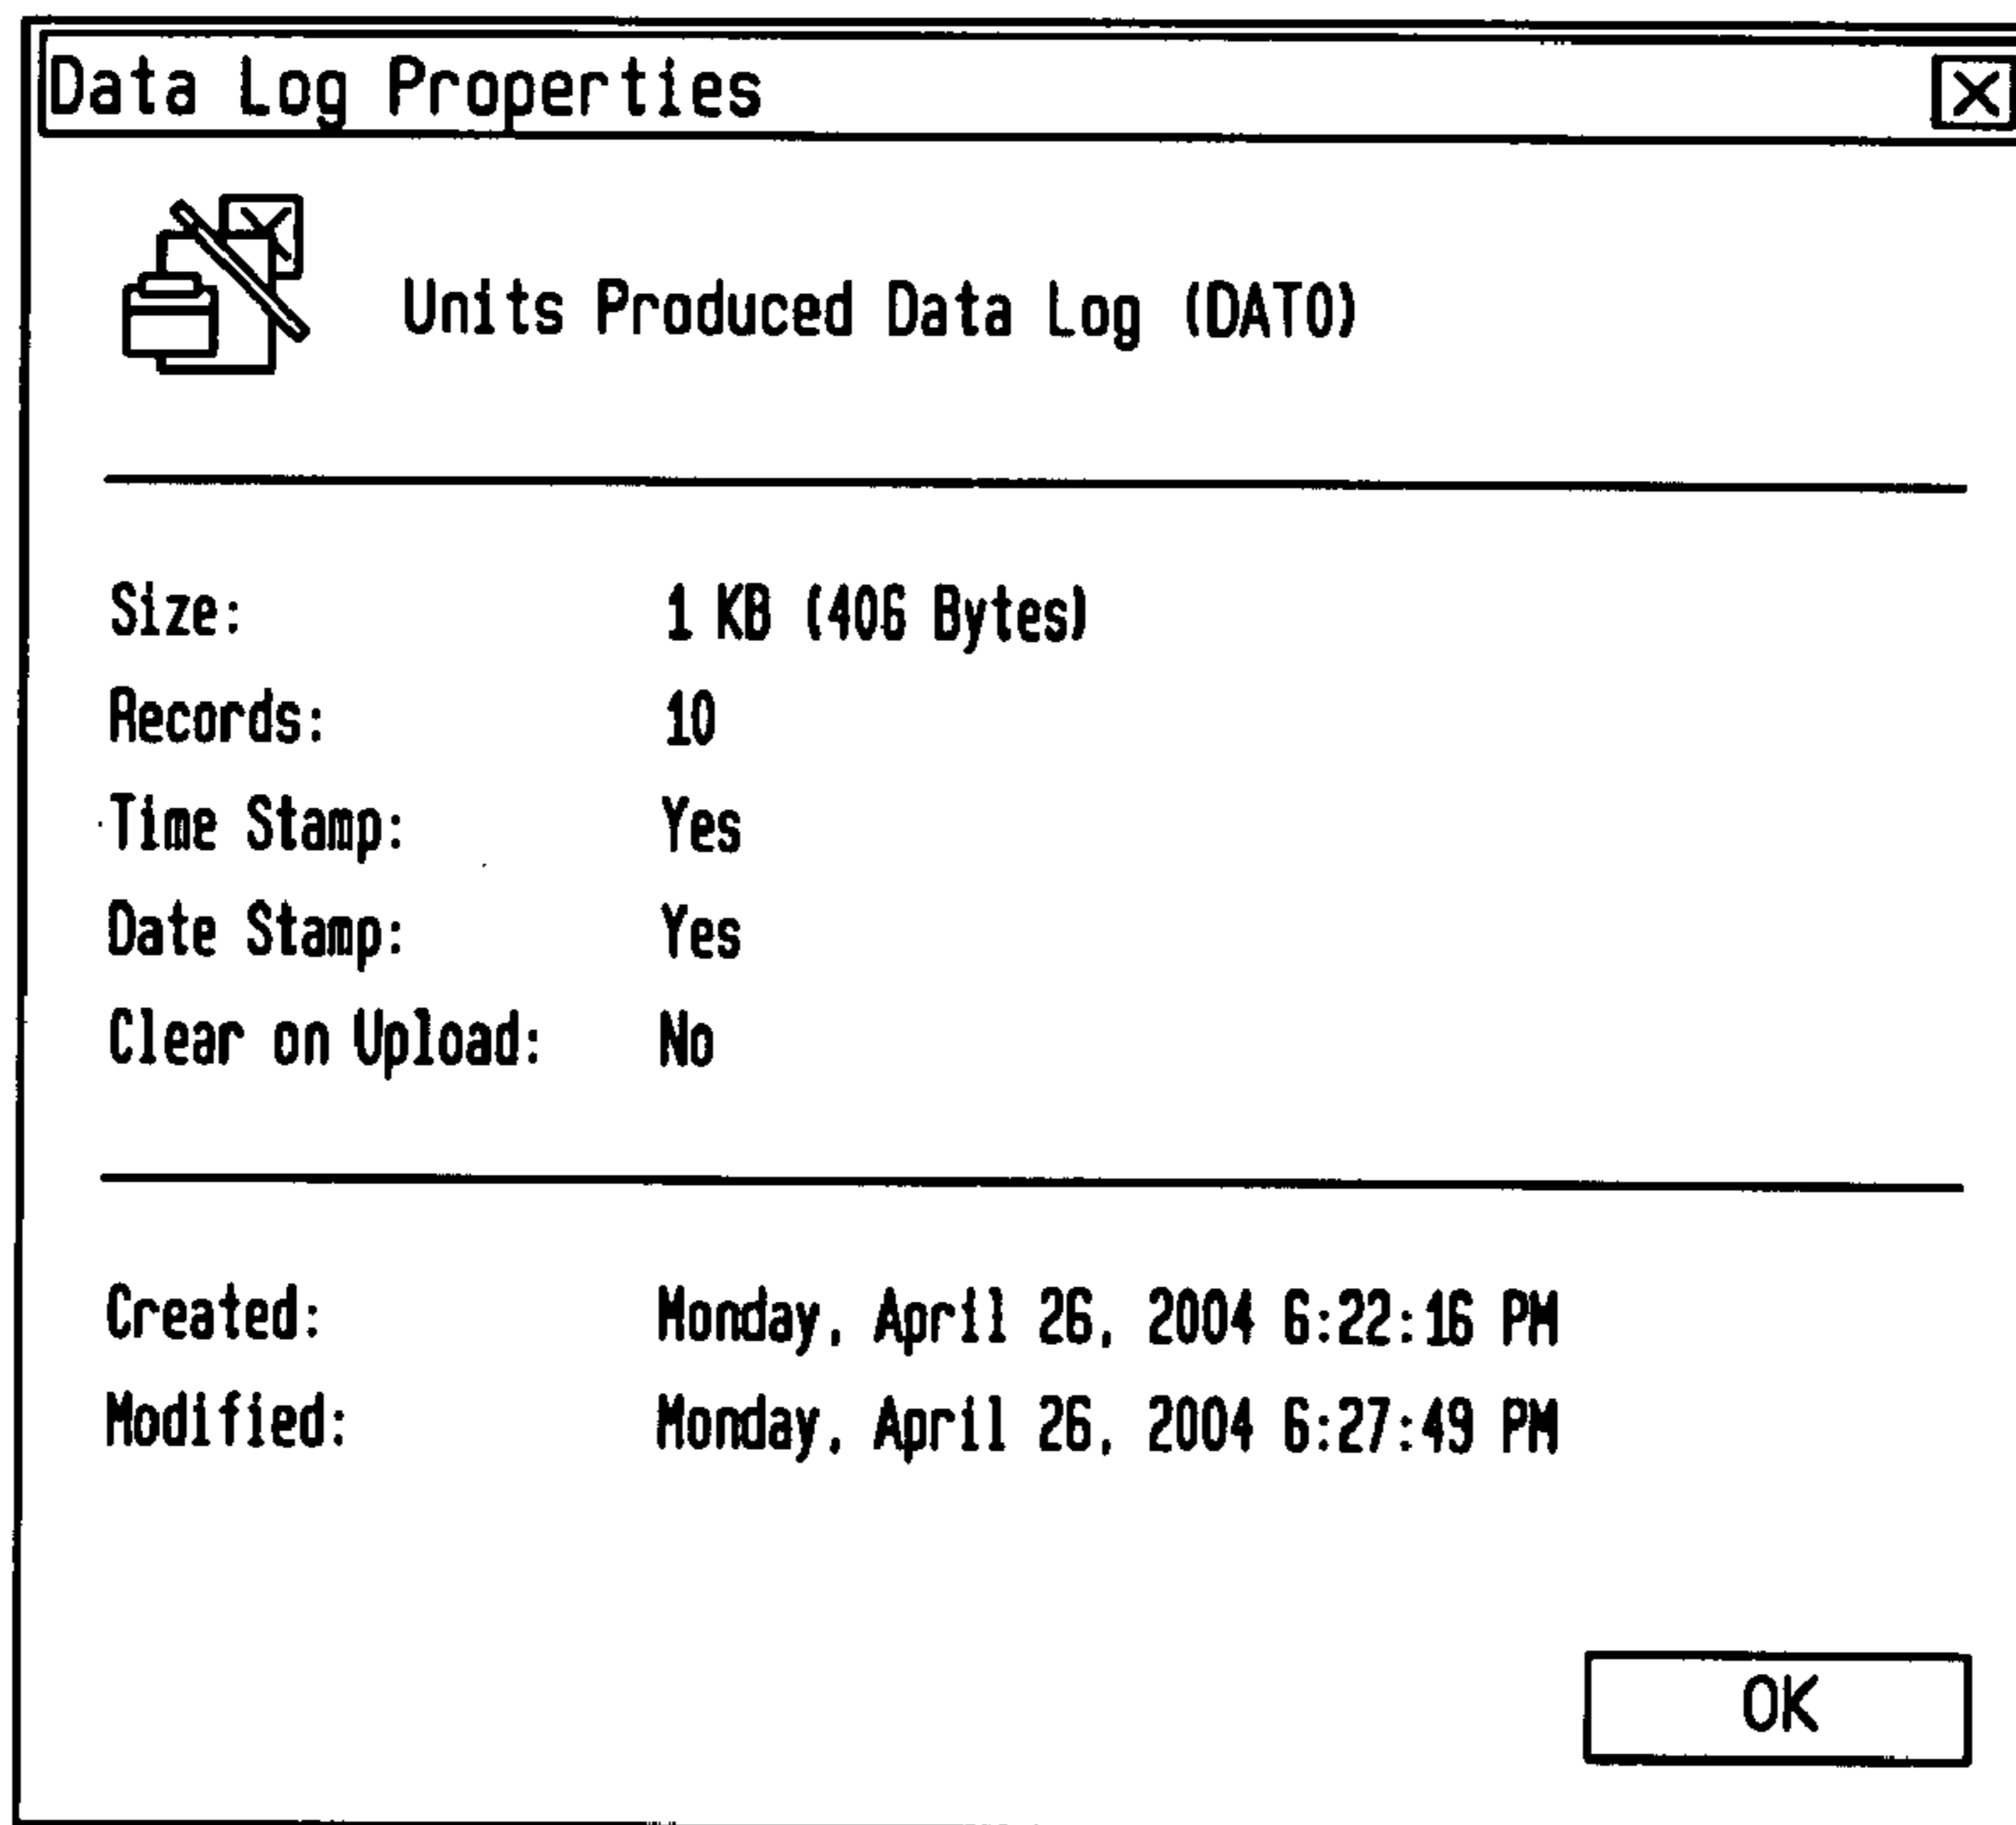 Data Log Properties
Units Produced Data Log (DAT0)
Size: 1 KB (406 Bytes)
Records: 10
Time Stamp: Yes
Date Stamp: Yes
Clear on Upload: No
Created: Monday, April 26, 2004 6:22:16 PM
Modified: Monday, April 26, 2004 6:27:49 PM
OK